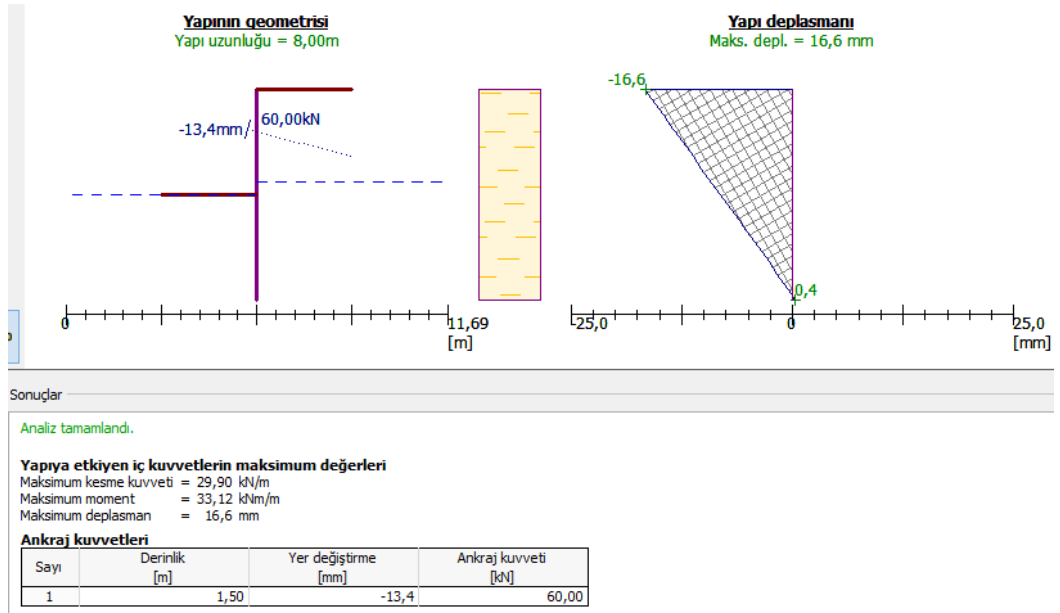 Yapının geometrisi
Yapı uzunluğu = 8,00m
Yapı deplasmanı
Maks. depl. = 16,6 mm
-16,6
-13,4mm
60,00kN
0,4
0
11,69
[m]
-25,0
0
25,0
[mm]
Sonuçlar
Analiz tamamlandı.
Yapıya etkiyen iç kuvvetlerin maksimum değerleri
Maksimum kesme kuvveti = 29,90 kN/m
Maksimum moment = 33,12 kNm/m
Maksimum deplasman = 16,6 mm
Ankraj kuvvetleri
Sayı Derinlik [m] Yer değiştirme [mm] Ankraj kuvveti [kN]
1 1,50 -13,4 60,00